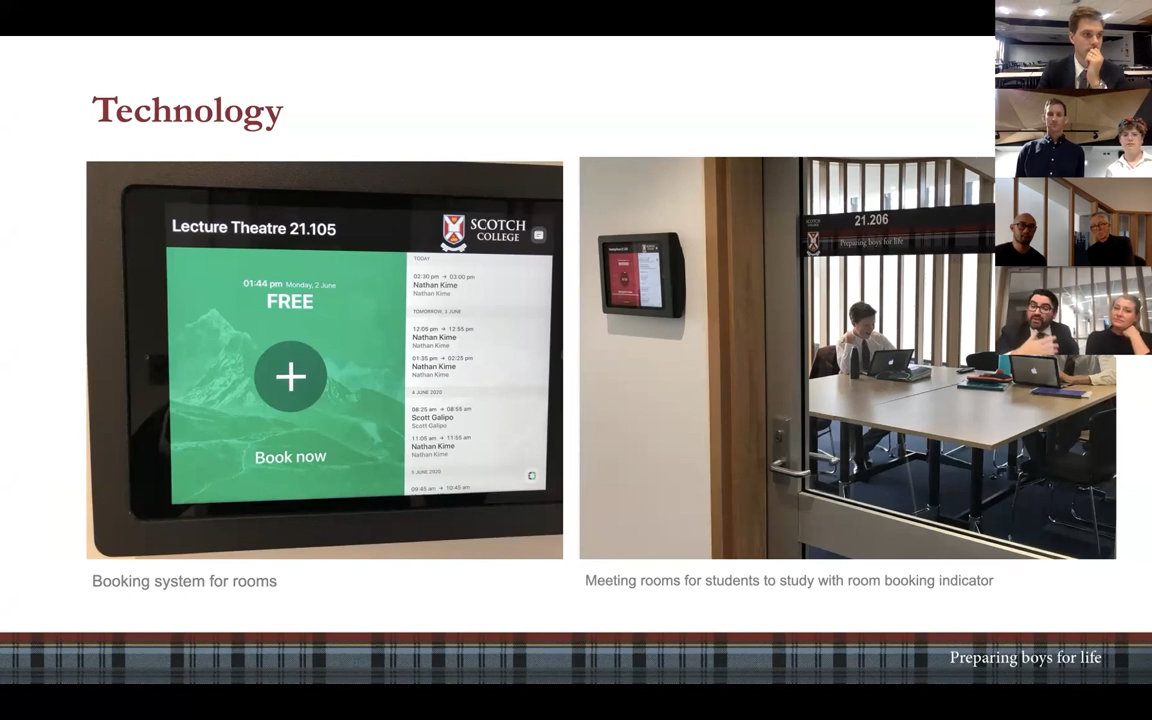 Technology
Lecture Theatre 21.105
SCOTCH
COLLEGE
01:44 pm Monday, 2 June
FREE
Book now
TODAY
02:30 pm → 03:00 pm
Nathan Kime
Nathan Kime
TOMORROW, 3 JUNE
12:05 pm → 12:55 pm
Nathan Kime
Nathan Kime
01:35 pm → 02:25 pm
Nathan Kime
Nathan Kime
4 JUNE 2020
08:25 am → 08:55 am
Scott Galipo
Scott Galipo
11:05 am → 11:55 am
Nathan Kime
Nathan Kime
5 JUNE 2020
09:45 am → 10:45 am
SCOTCH
COLLEGE
21.206
Preparing boys for life
Booking system for rooms
Meeting rooms for students to study with room booking indicator
Preparing boys for life